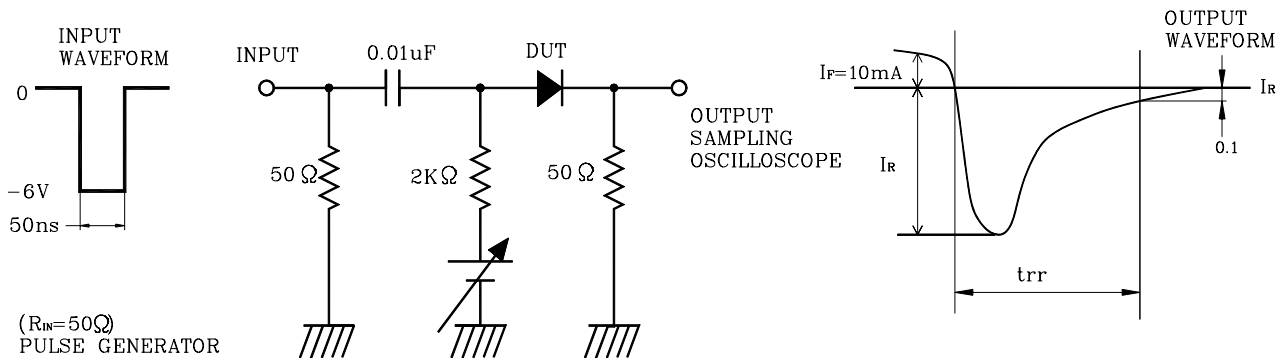 INPUT
WAVEFORM
0
-6V
50ns
(RIN=50Ω)
PULSE GENERATOR
INPUT
0.01uF
DUT
50Ω
2KΩ
50Ω
OUTPUT
SAMPLING
OSCILLOSCOPE
OUTPUT
WAVEFORM
IF=10mA
IR
IR
0.1
trr